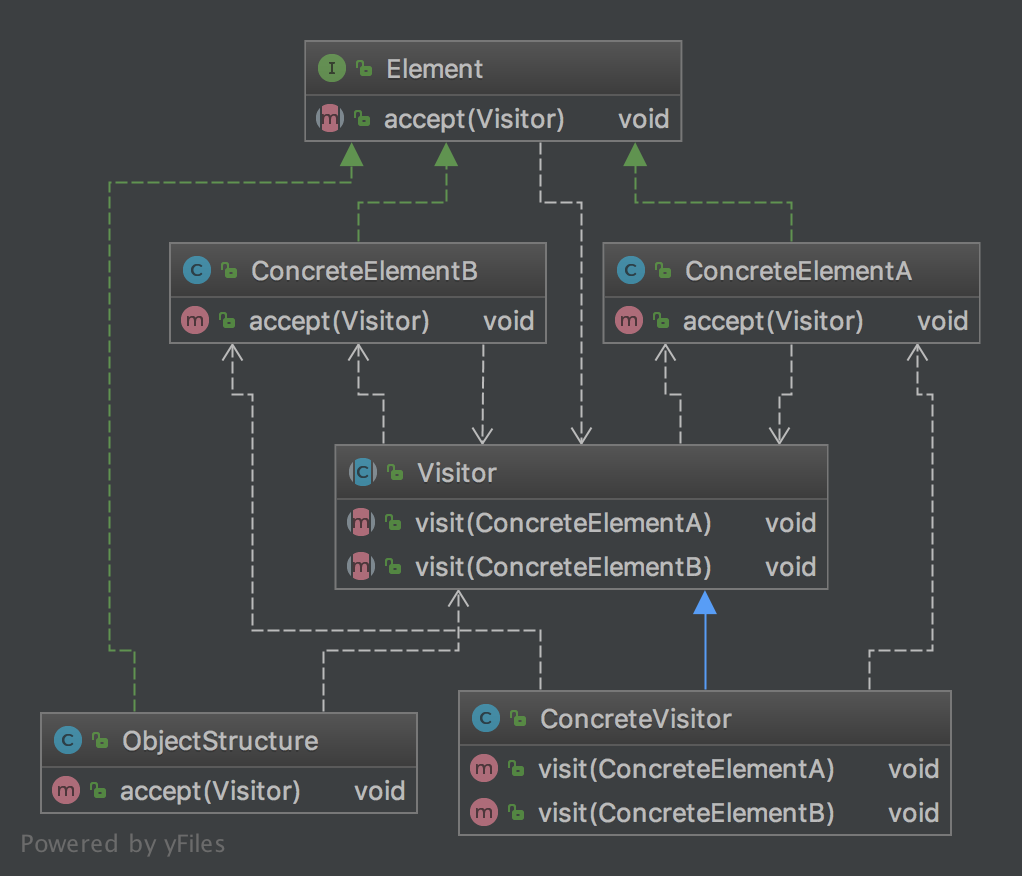 I Element
m accept(Visitor) void
C ConcreteElementB
m accept(Visitor) void
C ConcreteElementA
m accept(Visitor) void
C Visitor
m visit(ConcreteElementA) void
m visit(ConcreteElementB) void
C ObjectStructure
m accept(Visitor) void
C ConcreteVisitor
m visit(ConcreteElementA) void
m visit(ConcreteElementB) void
Powered by yFiles